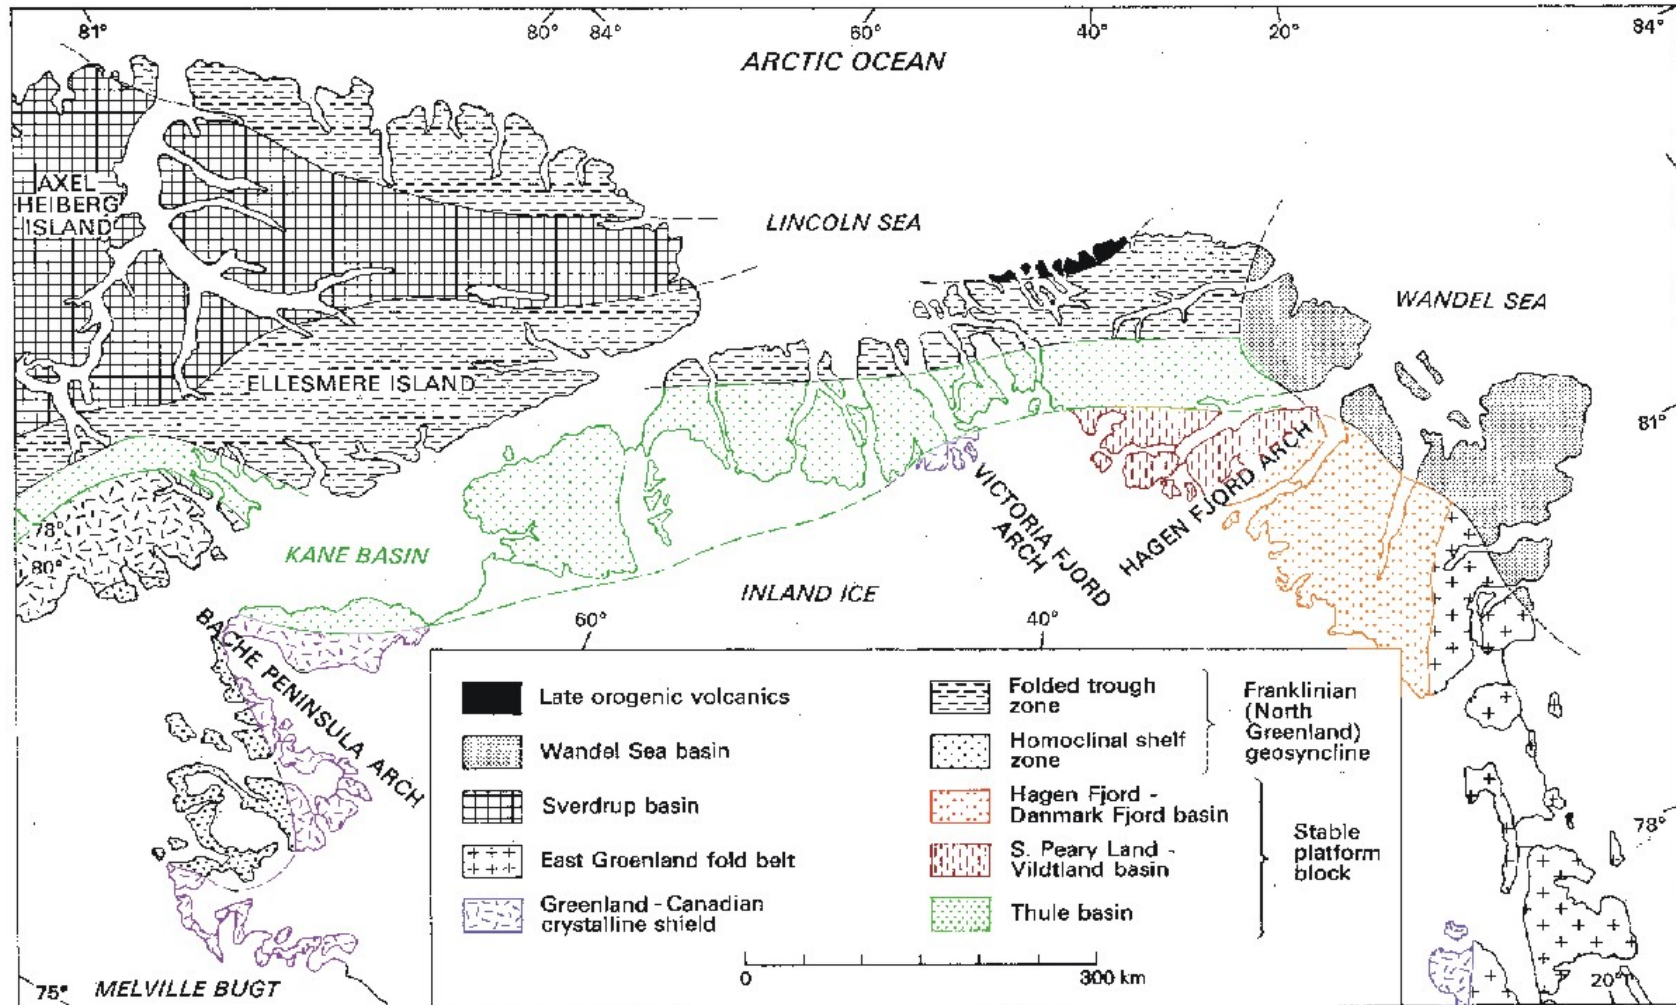 81°
80°
84°
60°
40°
20°
84°
ARCTIC OCEAN
AXEL
HEIBERG
ISLAND
LINCOLN SEA
WANDEL SEA
ELLESMERE ISLAND
81°
78°
80°
KANE BASIN
VICTORIA FJORD
ARCH
HAGEN FJORD ARCH
INLAND ICE
BACHE PENINSULA ARCH
60°
40°
Late orogenic volcanics
Wandel Sea basin
Sverdrup basin
East Groenland fold belt
Greenland - Canadian
crystalline shield
Folded trough
zone
Homoclinal shelf
zone
Franklinian
(North
Greenland)
geosyncline
Hagen Fjord -
Danmark Fjord basin
S. Peary Land -
Vildtland basin
Thule basin
Stable
platform
block
0
300 km
78°
75°
MELVILLE BUGT
20°